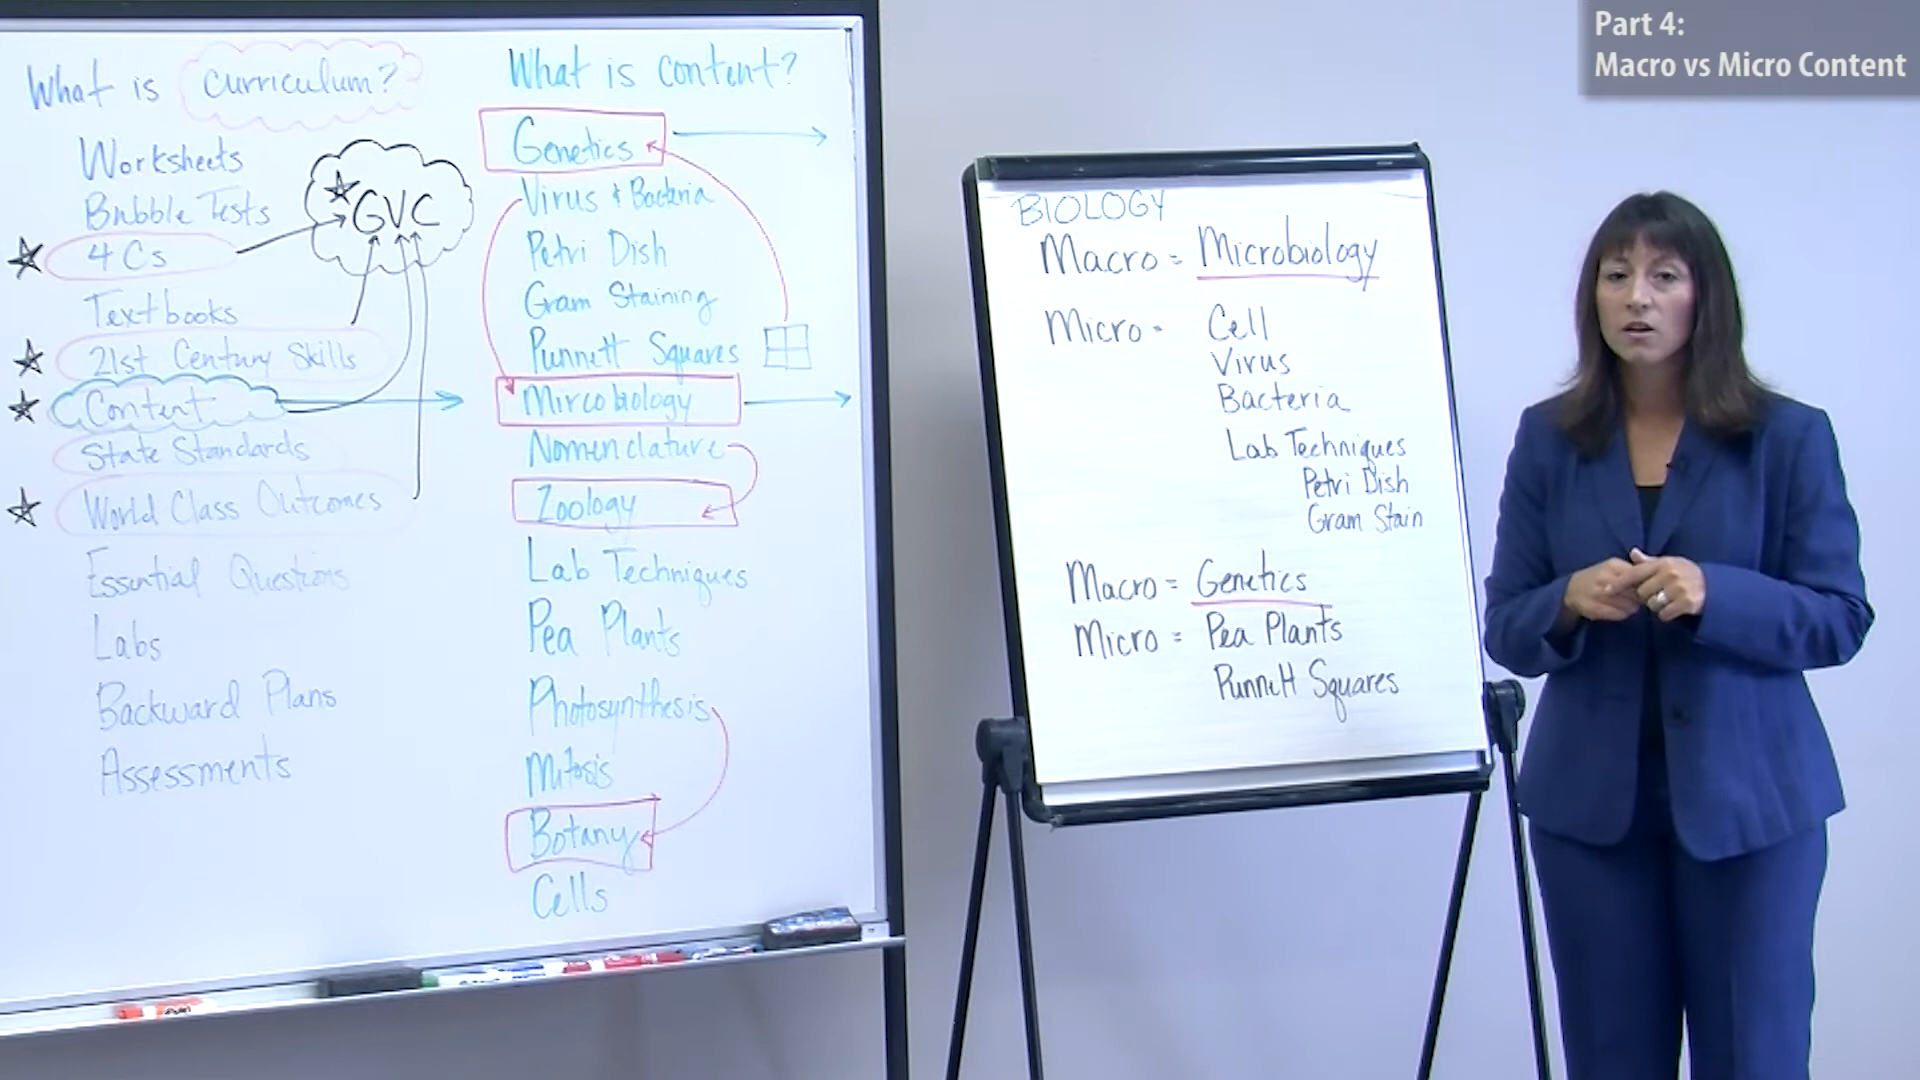 Part 4:
Macro vs Micro Content
What is curriculum?
Worksheets
Bubble Tests
4 Cs
Textbooks
21st Century Skills
Content
State Standards
World Class Outcomes
Essential Questions
Labs
Backward Plans
Assessments
GVC
What is content?
Genetics
Virus + Bacteria
Petri Dish
Gram Staining
Punnett Squares
Mircobiology
Nomenclature
Zoology
Lab Techniques
Pea Plants
Photosynthesis
Mitosis
Botany
Cells
BIOLOGY
Macro = Microbiology
Micro = Cell
Virus
Bacteria
Lab Techniques
Petri Dish
Gram Stain
Macro = Genetics
Micro = Pea Plants
Punnett Squares